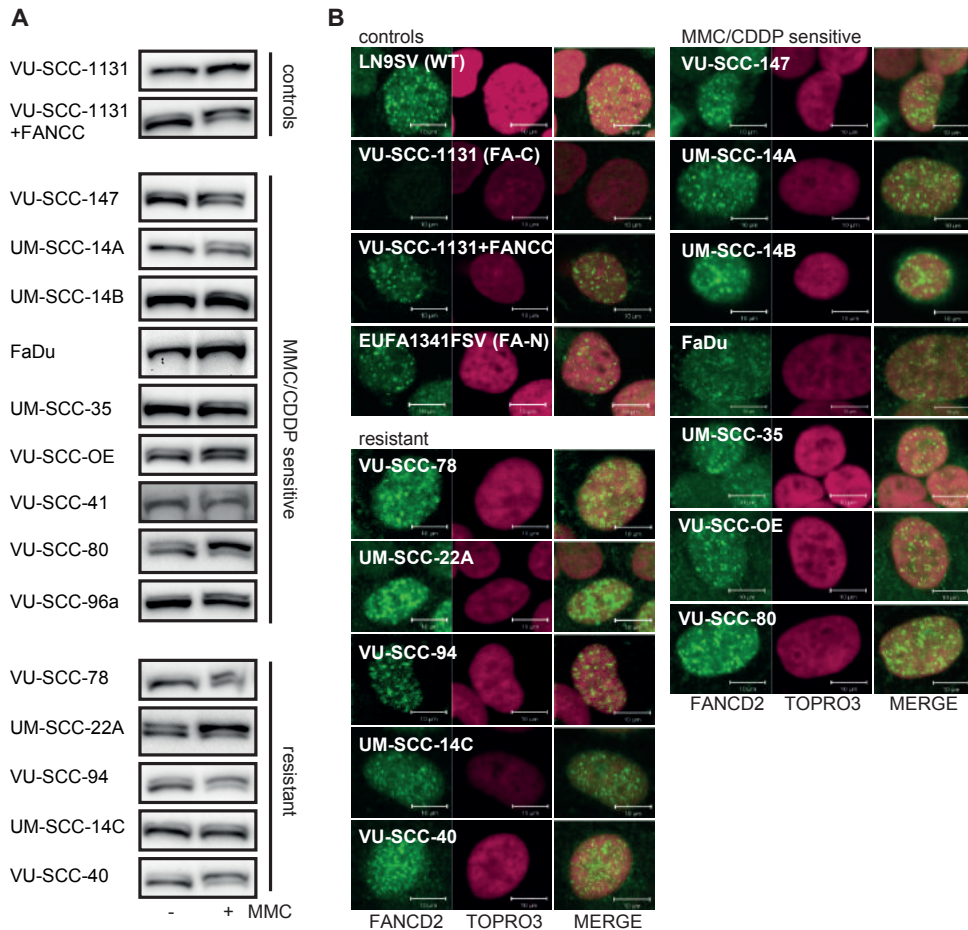 A
VU-SCC-1131
VU-SCC-1131
+FANCC
controls
VU-SCC-147
UM-SCC-14A
UM-SCC-14B
FaDu
UM-SCC-35
VU-SCC-OE
VU-SCC-41
VU-SCC-80
VU-SCC-96a
MMC/CDDP sensitive
VU-SCC-78
UM-SCC-22A
VU-SCC-94
UM-SCC-14C
VU-SCC-40
resistant
- + MMC
B
controls
LN9SV (WT)
VU-SCC-1131 (FA-C)
VU-SCC-1131+FANCC
EUFA1341FSV (FA-N)
resistant
VU-SCC-78
UM-SCC-22A
VU-SCC-94
UM-SCC-14C
VU-SCC-40
FANCD2 TOPRO3 MERGE
MMC/CDDP sensitive
VU-SCC-147
UM-SCC-14A
UM-SCC-14B
FaDu
UM-SCC-35
VU-SCC-OE
VU-SCC-80
FANCD2 TOPRO3 MERGE